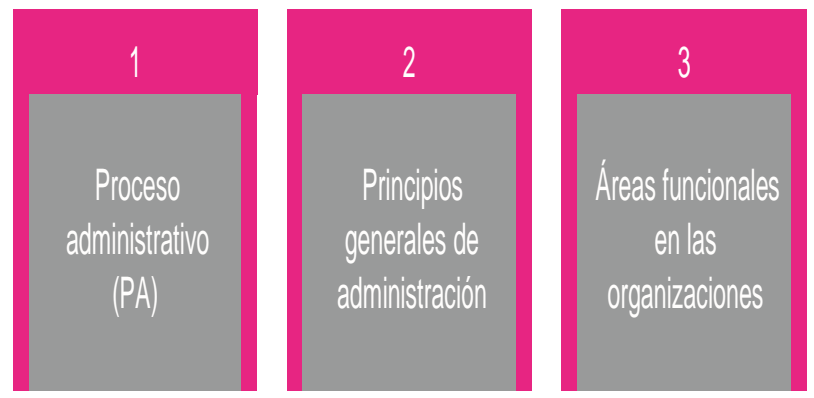 1
Proceso
administrativo
(PA)
2
Principios
generales de
administración
3
Áreas funcionales
en las
organizaciones